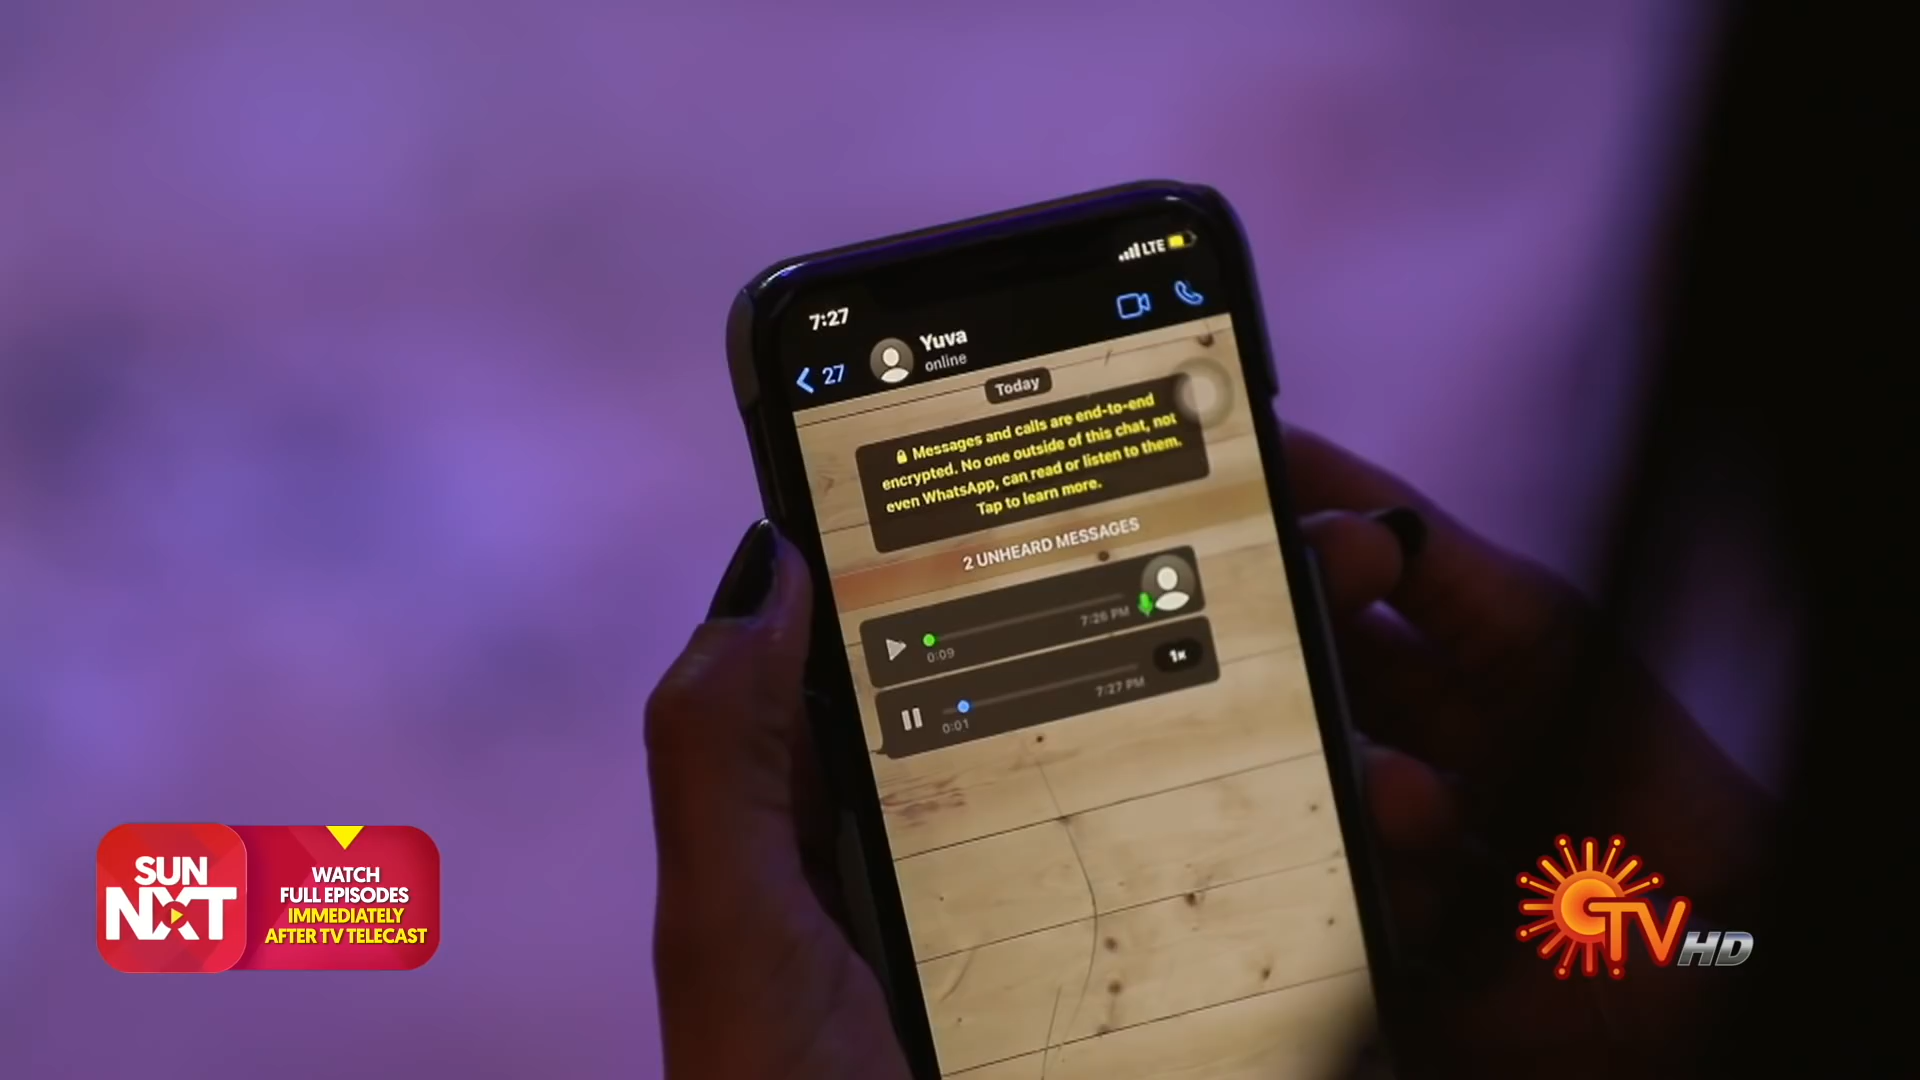 7:27
LTE
27
Yuva
online
Today
Messages and calls are end-to-end
encrypted. No one outside of this chat, not
even WhatsApp, can read or listen to them.
Tap to learn more.
2 UNHEARD MESSAGES
0:09
7:26 PM
1×
0:01
7:27 PM
SUN
NXT
WATCH
FULL EPISODES
IMMEDIATELY
AFTER TV TELECAST
TV HD